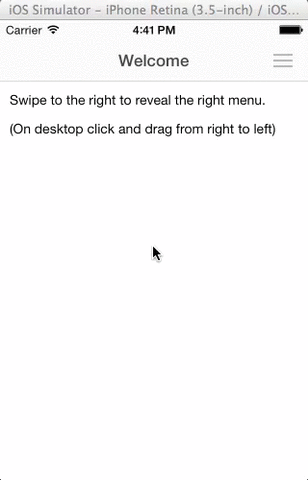 iOS Simulator - iPhone Retina (3.5-inch) / iOS...
Carrier 4:41 PM
Welcome
Swipe to the right to reveal the right menu.
(On desktop click and drag from right to left)